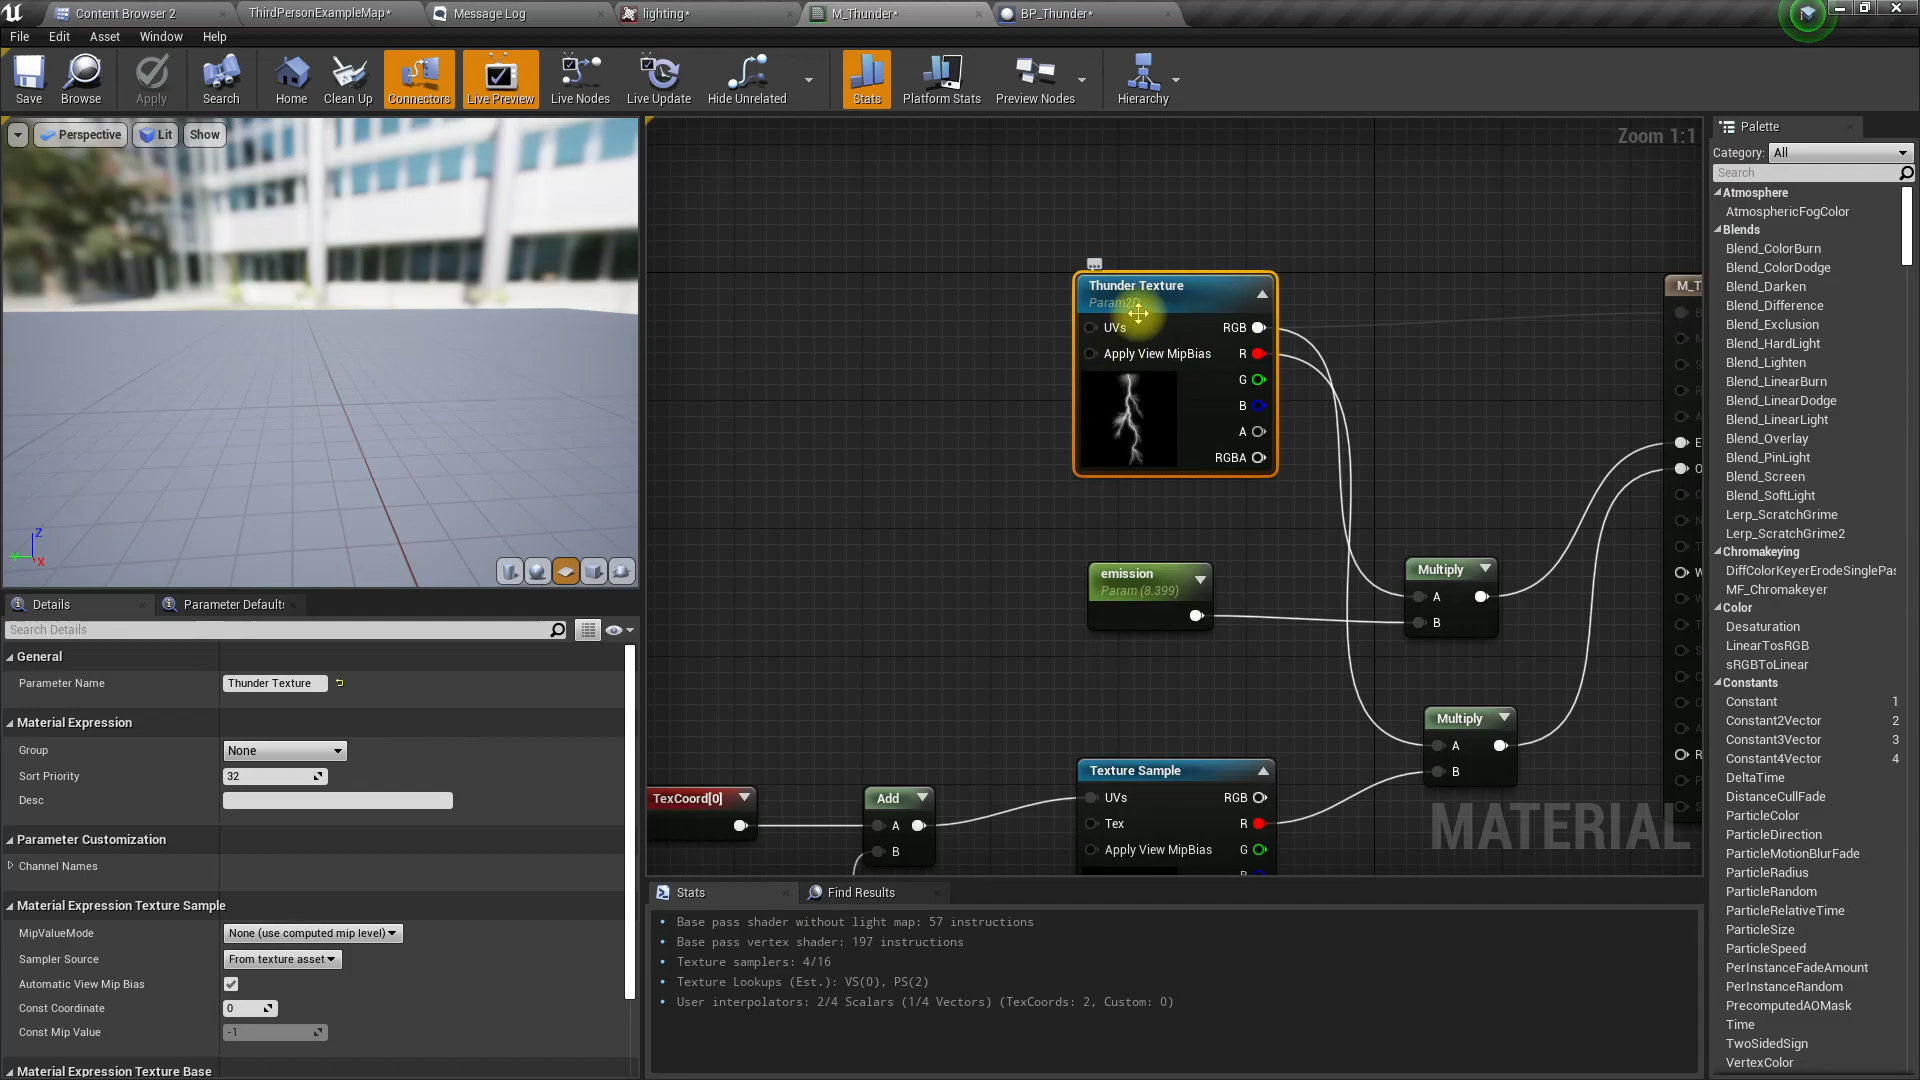 Content Browser 2
ThirdPersonExampleMap*
Message Log
lighting*
M_Thunder*
BP_Thunder*
File
Edit
Asset
Window
Help
Save
Browse
Apply
Search
Home
Clean Up
Connectors
Live Preview
Live Nodes
Live Update
Hide Unrelated
Stats
Platform Stats
Preview Nodes
Hierarchy
Perspective
Lit
Show
Z
X
Details
Parameter Defaults
Search Details
General
Parameter Name
Thunder Texture
Material Expression
Group
None
Sort Priority
32
Desc
Parameter Customization
Channel Names
Material Expression Texture Sample
MipValueMode
None (use computed mip level)
Sampler Source
From texture asset
Automatic View Mip Bias
Const Coordinate
0
Const Mip Value
-1
Material Expression Texture Base
Zoom 1:1
Thunder Texture
Param2D
UVs
RGB
Apply View MipBias
R
G
B
A
RGBA
emission
Param (8.399)
Multiply
A
B
Multiply
A
B
TexCoord[0]
Add
A
B
Texture Sample
UVs
RGB
Tex
R
Apply View MipBias
G
M_T
E
O
W
R
MATERIAL
Stats
Find Results
Base pass shader without light map: 57 instructions
Base pass vertex shader: 197 instructions
Texture samplers: 4/16
Texture Lookups (Est.): VS(0), PS(2)
User interpolators: 2/4 Scalars (1/4 Vectors) (TexCoords: 2, Custom: 0)
Palette
Category:
All
Search
Atmosphere
AtmosphericFogColor
Blends
Blend_ColorBurn
Blend_ColorDodge
Blend_Darken
Blend_Difference
Blend_Exclusion
Blend_HardLight
Blend_Lighten
Blend_LinearBurn
Blend_LinearDodge
Blend_LinearLight
Blend_Overlay
Blend_PinLight
Blend_Screen
Blend_SoftLight
Lerp_ScratchGrime
Lerp_ScratchGrime2
Chromakeying
DiffColorKeyerErodeSinglePas
MF_Chromakeyer
Color
Desaturation
LinearTosRGB
sRGBToLinear
Constants
Constant 1
Constant2Vector 2
Constant3Vector 3
Constant4Vector 4
DeltaTime
DistanceCullFade
ParticleColor
ParticleDirection
ParticleMotionBlurFade
ParticleRadius
ParticleRandom
ParticleRelativeTime
ParticleSize
ParticleSpeed
PerInstanceFadeAmount
PerInstanceRandom
PrecomputedAOMask
Time
TwoSidedSign
VertexColor